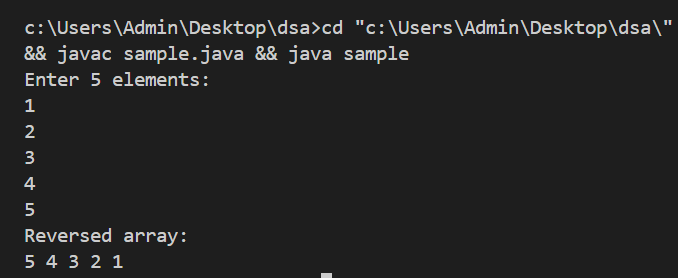 c:\Users\Admin\Desktop\dsa>cd "c:\Users\Admin\Desktop\dsa\"
&& javac sample.java && java sample
Enter 5 elements:
1
2
3
4
5
Reversed array:
5 4 3 2 1